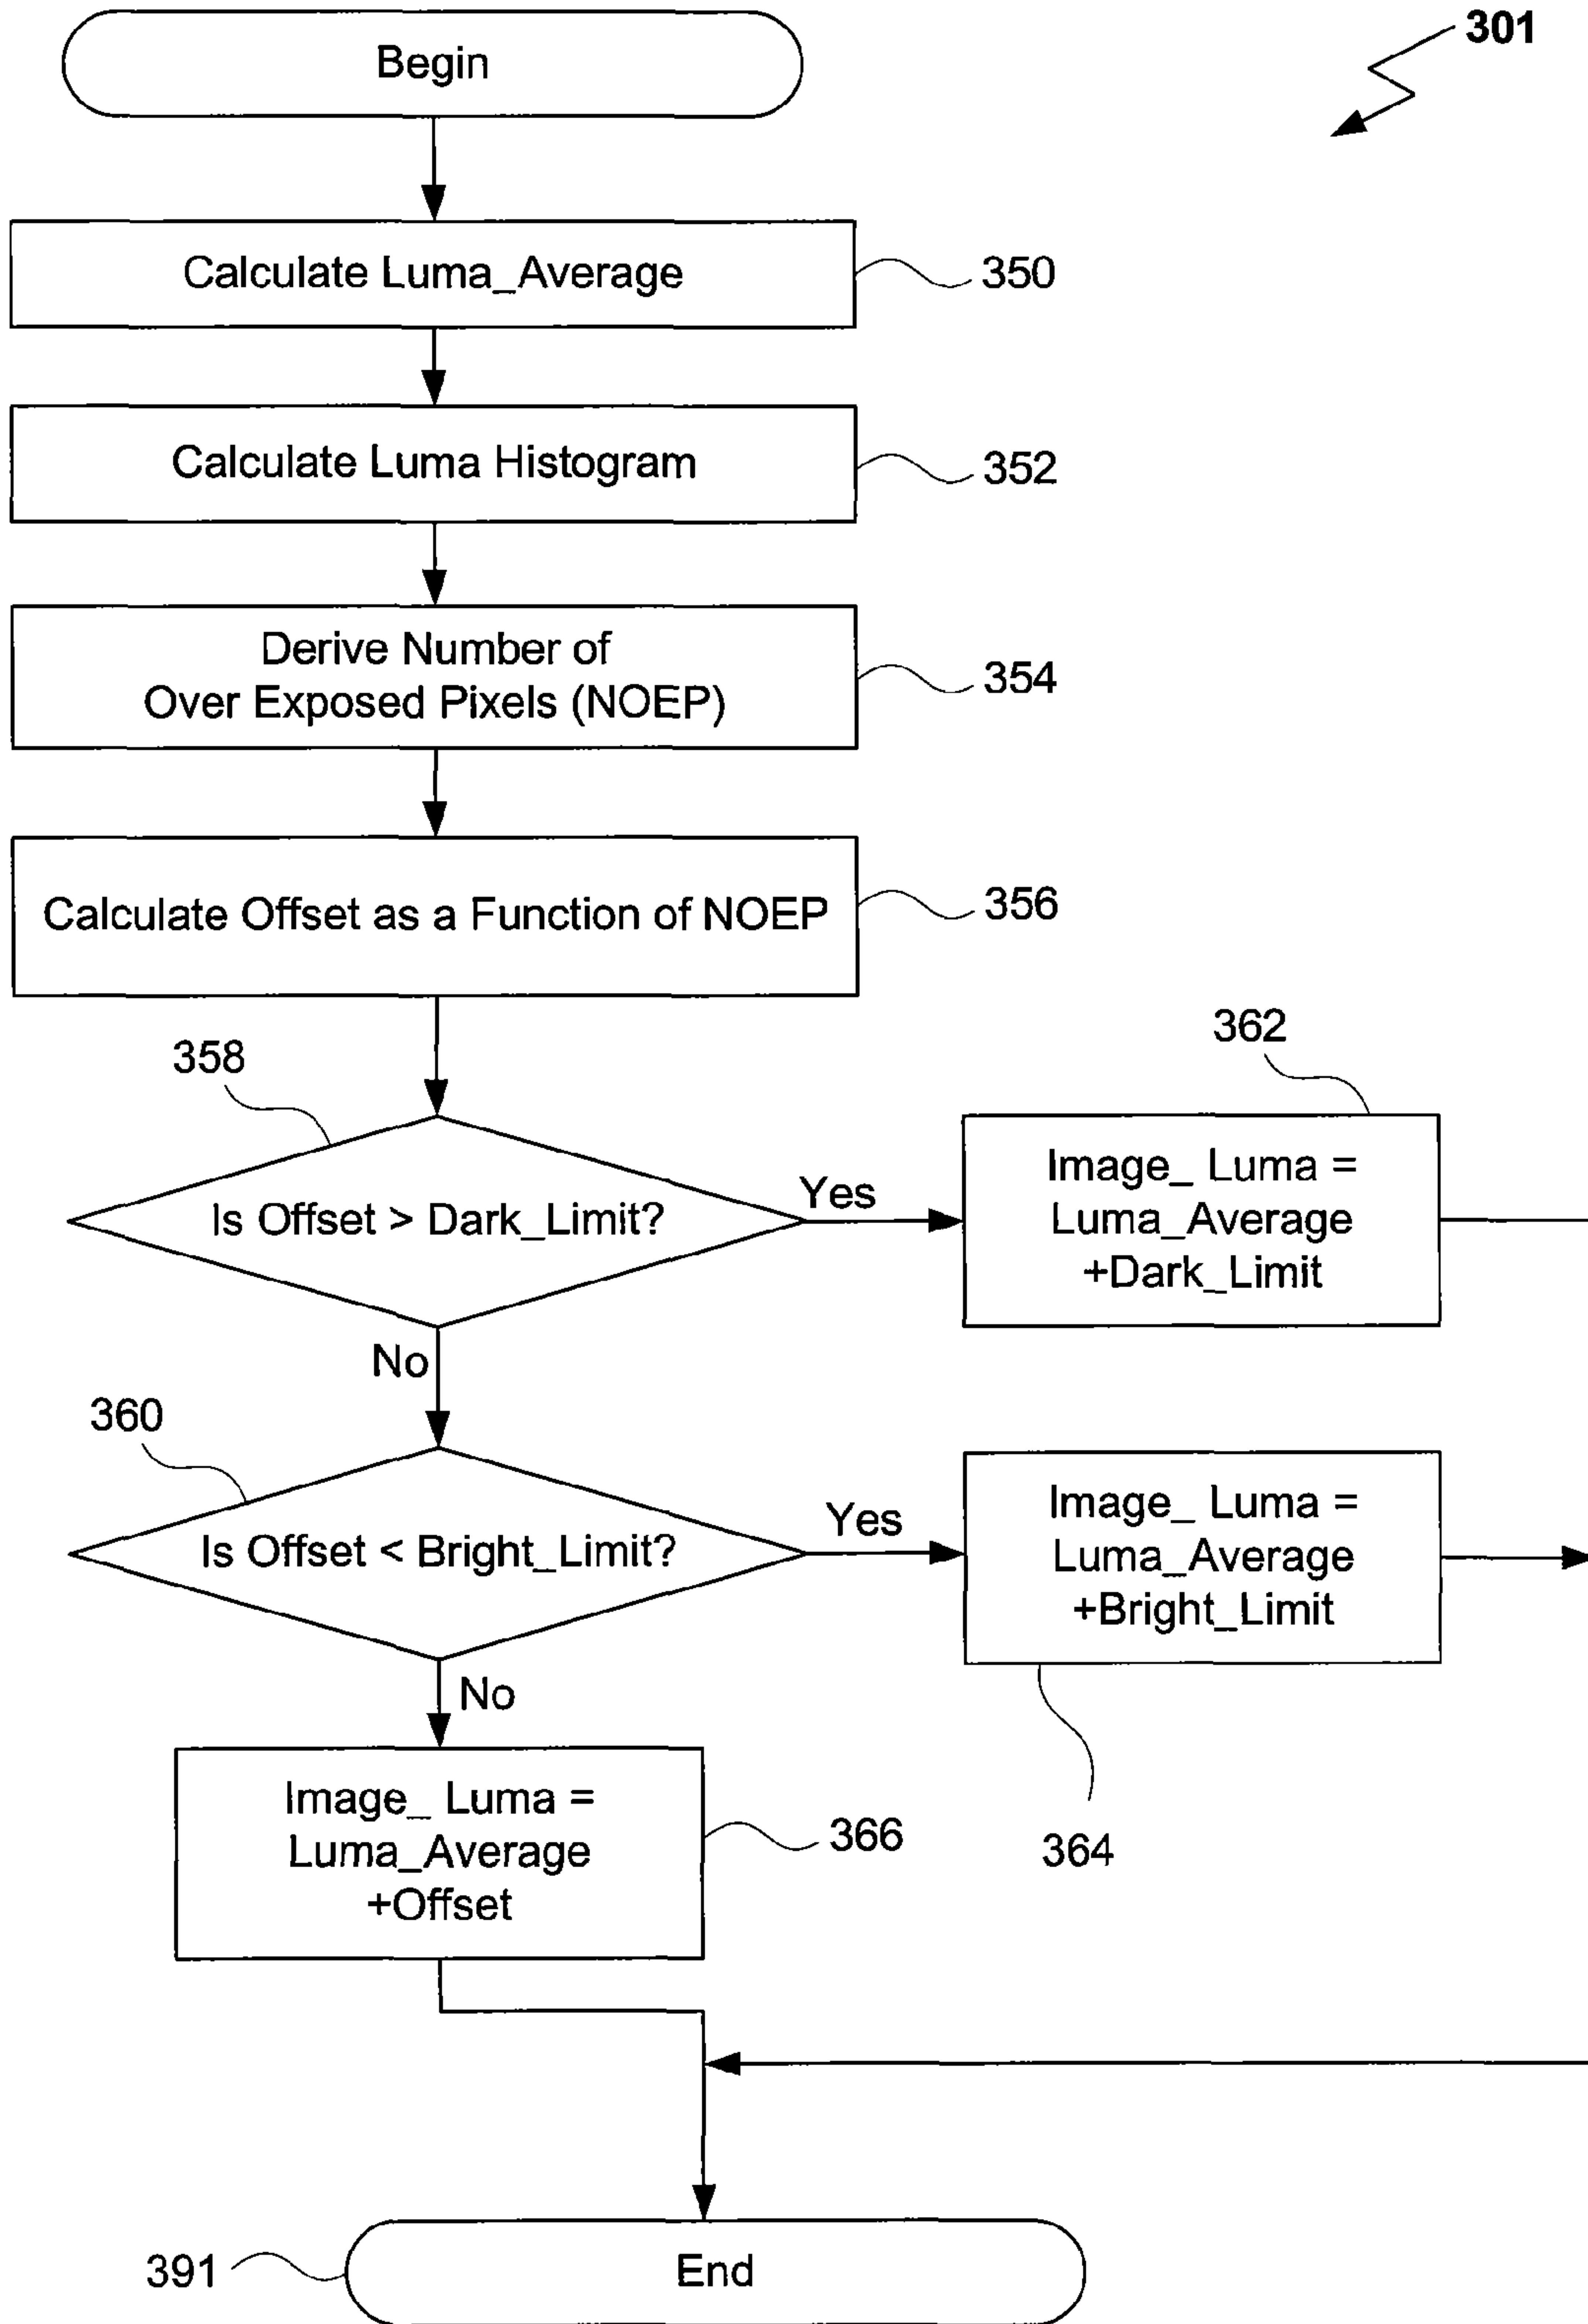 Begin
301
Calculate Luma_Average
350
Calculate Luma Histogram
352
Derive Number of
Over Exposed Pixels (NOEP)
354
Calculate Offset as a Function of NOEP
356
358
Is Offset > Dark_Limit?
Yes
362
Image_ Luma =
Luma_Average
+Dark_Limit
No
360
Is Offset < Bright_Limit?
Yes
Image_ Luma =
Luma_Average
+Bright_Limit
364
No
Image_ Luma =
Luma_Average
+Offset
366
391
End